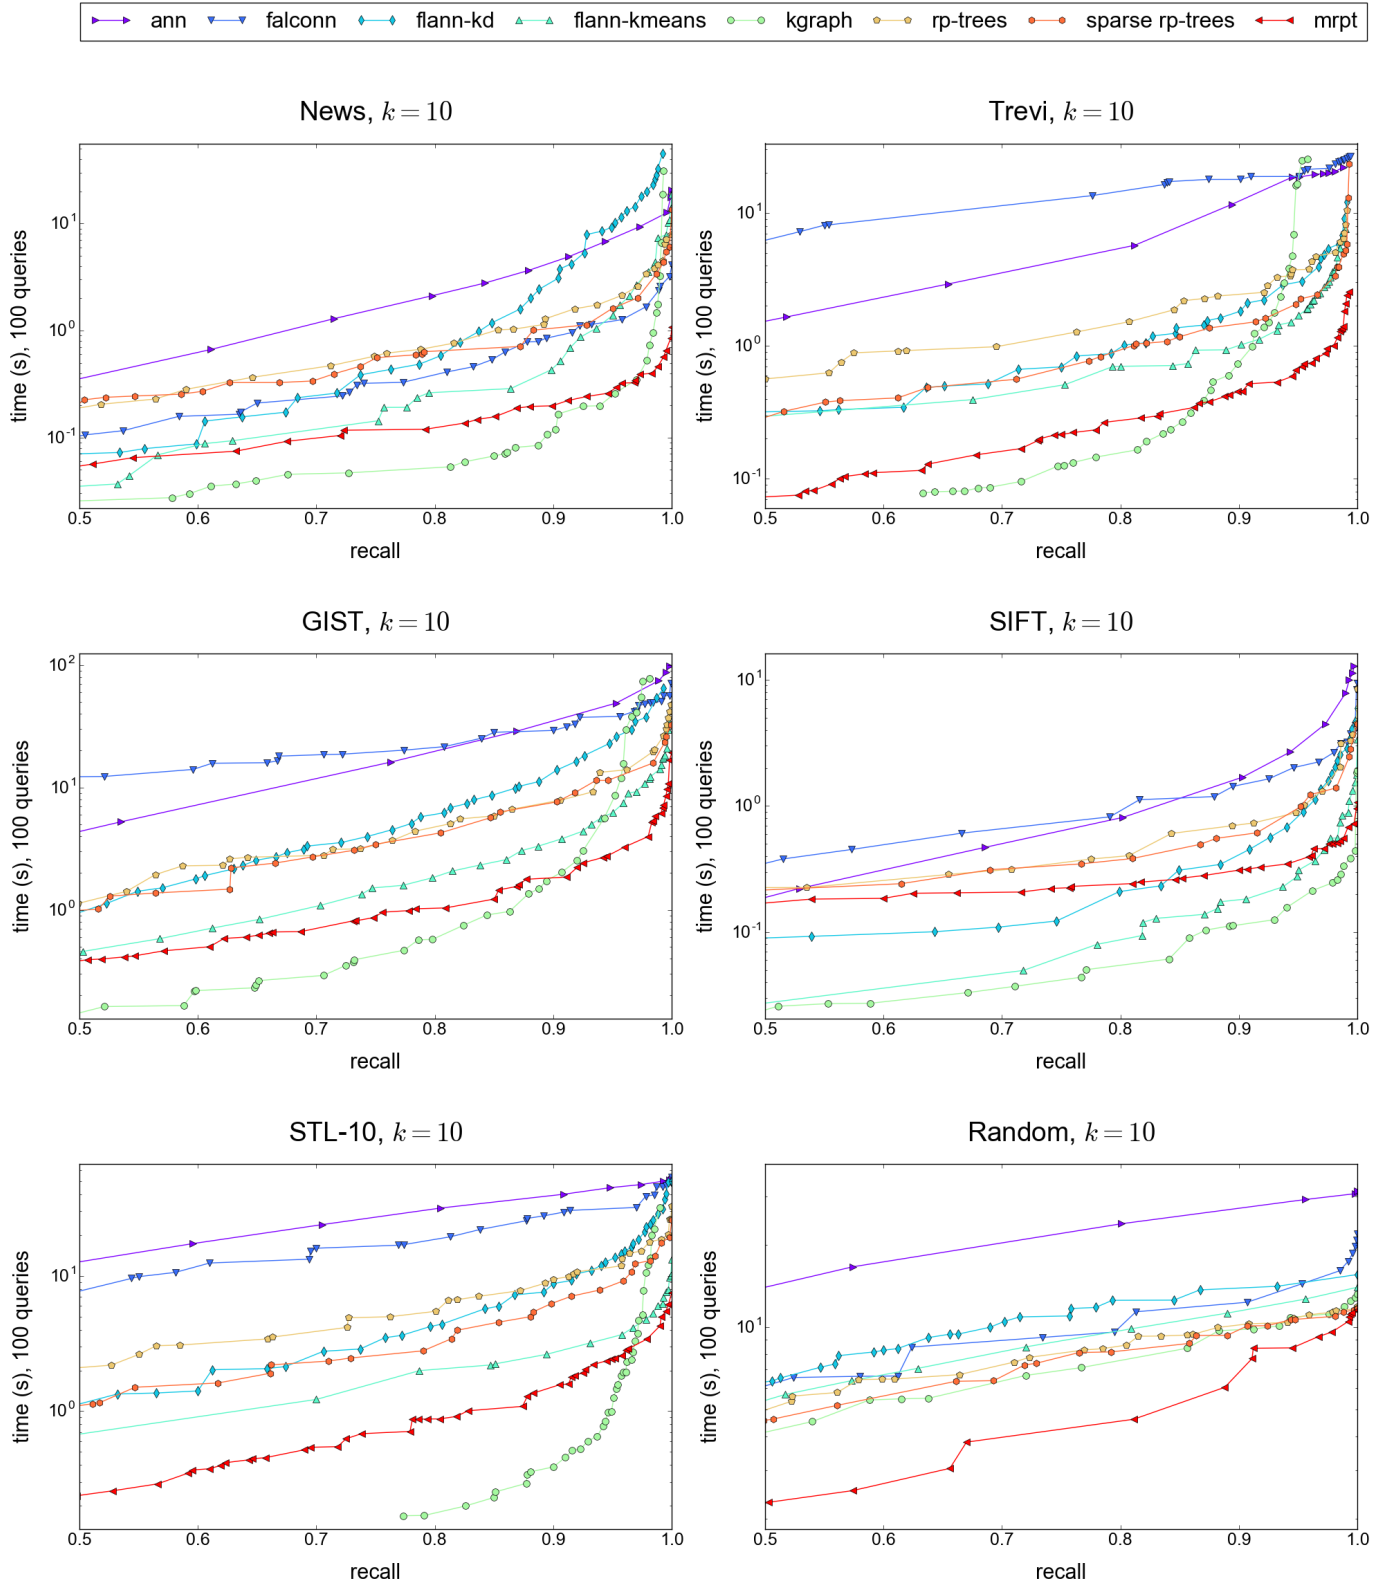 ann falconn flann-kd flann-kmeans kgraph rp-trees sparse rp-trees mrpt
News, k = 10
10^1
10^0
10^-1
time (s), 100 queries
0.5 0.6 0.7 0.8 0.9 1.0
recall
Trevi, k = 10
10^1
10^0
10^-1
time (s), 100 queries
0.5 0.6 0.7 0.8 0.9 1.0
recall
GIST, k = 10
10^2
10^1
10^0
time (s), 100 queries
0.5 0.6 0.7 0.8 0.9 1.0
recall
SIFT, k = 10
10^0
10^-1
time (s), 100 queries
0.5 0.6 0.7 0.8 0.9 1.0
recall
STL-10, k = 10
10^1
10^0
time (s), 100 queries
0.5 0.6 0.7 0.8 0.9 1.0
recall
Random, k = 10
10^1
time (s), 100 queries
0.5 0.6 0.7 0.8 0.9 1.0
recall